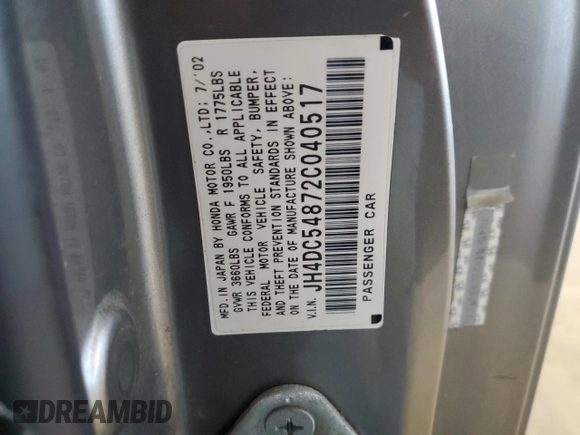 MFD. IN JAPAN BY HONDA MOTOR CO., LTD; 7/'02
GVWR 3660LBS GAWR F 1950LBS R 1775LBS
THIS VEHICLE CONFORMS TO ALL APPLICABLE
FEDERAL MOTOR VEHICLE SAFETY, BUMPER,
AND THEFT PREVENTION STANDARDS IN EFFECT
ON THE DATE OF MANUFACTURE SHOWN ABOVE:
V.I.N. JH4DC54872C040517
PASSENGER CAR
DREAMBID